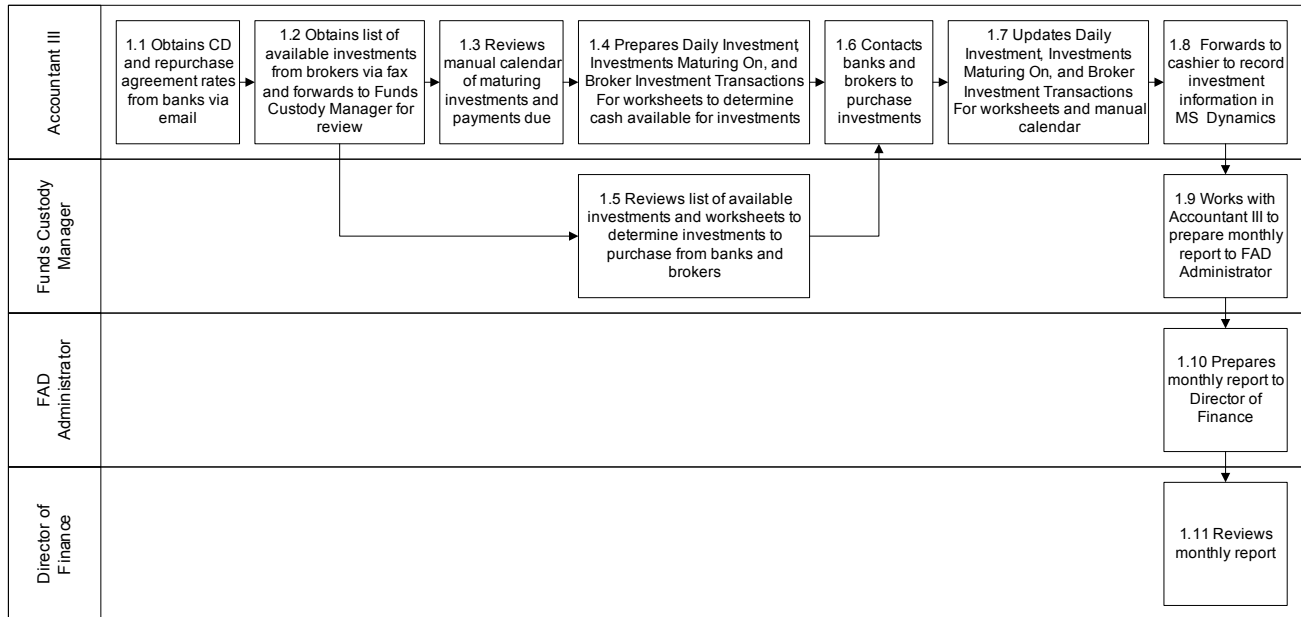 Accountant III
1.1 Obtains CD
and repurchase
agreement rates
from banks via
email
1.2 Obtains list of
available investments
from brokers via fax
and forwards to Funds
Custody Manager for
review
1.3 Reviews
manual calendar
of maturing
investments and
payments due
1.4 Prepares Daily Investment,
Investments Maturing On, and
Broker Investment Transactions
For worksheets to determine
cash available for investments
1.6 Contacts
banks and
brokers to
purchase
investments
1.7 Updates Daily
Investment, Investments
Maturing On, and Broker
Investment Transactions
For worksheets and manual
calendar
1.8 Forwards to
cashier to record
investment
information in
MS Dynamics
Funds Custody
Manager
1.5 Reviews list of available
investments and worksheets to
determine investments to
purchase from banks and
brokers
1.9 Works with
Accountant III to
prepare monthly
report to FAD
Administrator
FAD
Administrator
1.10 Prepares
monthly report to
Director of
Finance
Director of
Finance
1.11 Reviews
monthly report